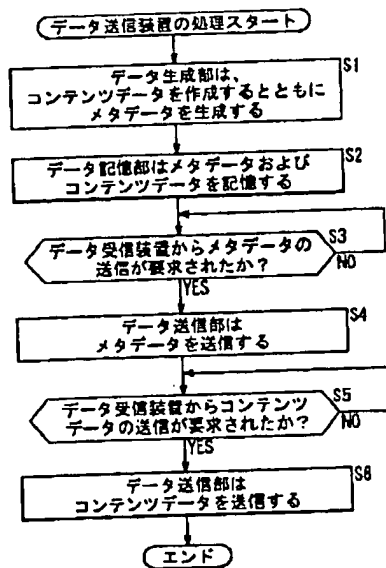 データ送信装置の処理スタート
S1
データ生成部は、
コンテンツデータを作成するとともに
メタデータを生成する
S2
データ記憶部はメタデータおよび
コンテンツデータを記憶する
S3
データ受信装置からメタデータの
送信が要求されたか?
NO
YES
S4
データ送信部は
メタデータを送信する
S5
データ受信装置からコンテンツ
データの送信が要求されたか?
NO
YES
S6
データ送信部は
コンテンツデータを送信する
エンド